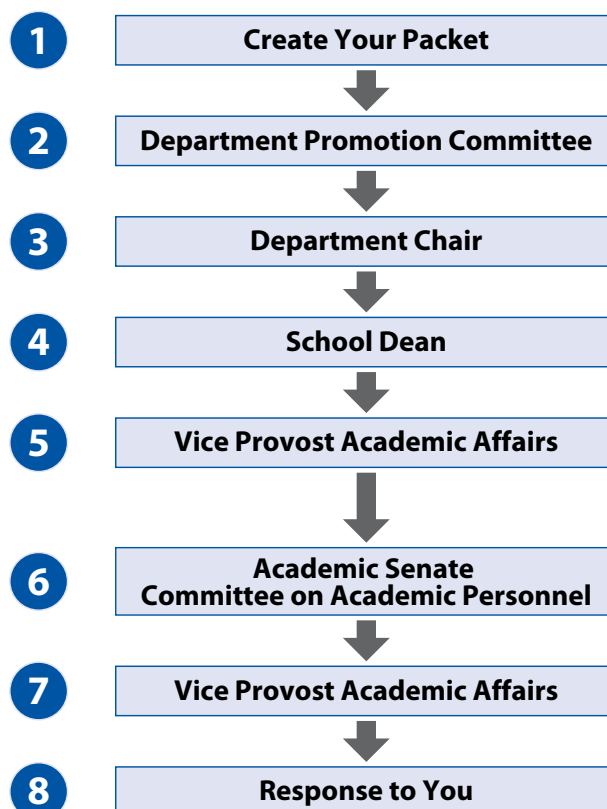 1 Create Your Packet
2 Department Promotion Committee
3 Department Chair
4 School Dean
5 Vice Provost Academic Affairs
6 Academic Senate
Committee on Academic Personnel
7 Vice Provost Academic Affairs
8 Response to You